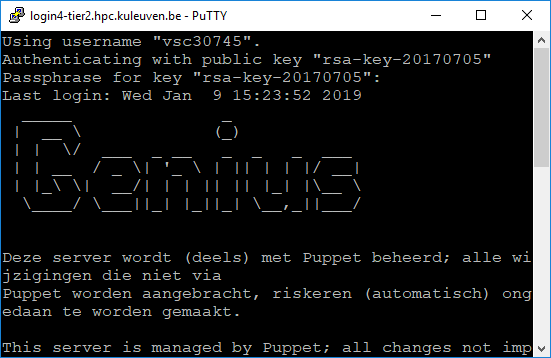 login4-tier2.hpc.kuleuven.be - PuTTY
Using username "vsc30745".
Authenticating with public key "rsa-key-20170705"
Passphrase for key "rsa-key-20170705":
Last login: Wed Jan  9 15:23:52 2019
Genius
Deze server wordt (deels) met Puppet beheerd; alle wi
jzigingen die niet via
Puppet worden aangebracht, riskeren (automatisch) ong
edaan te worden gemaakt.
This server is managed by Puppet; all changes not imp